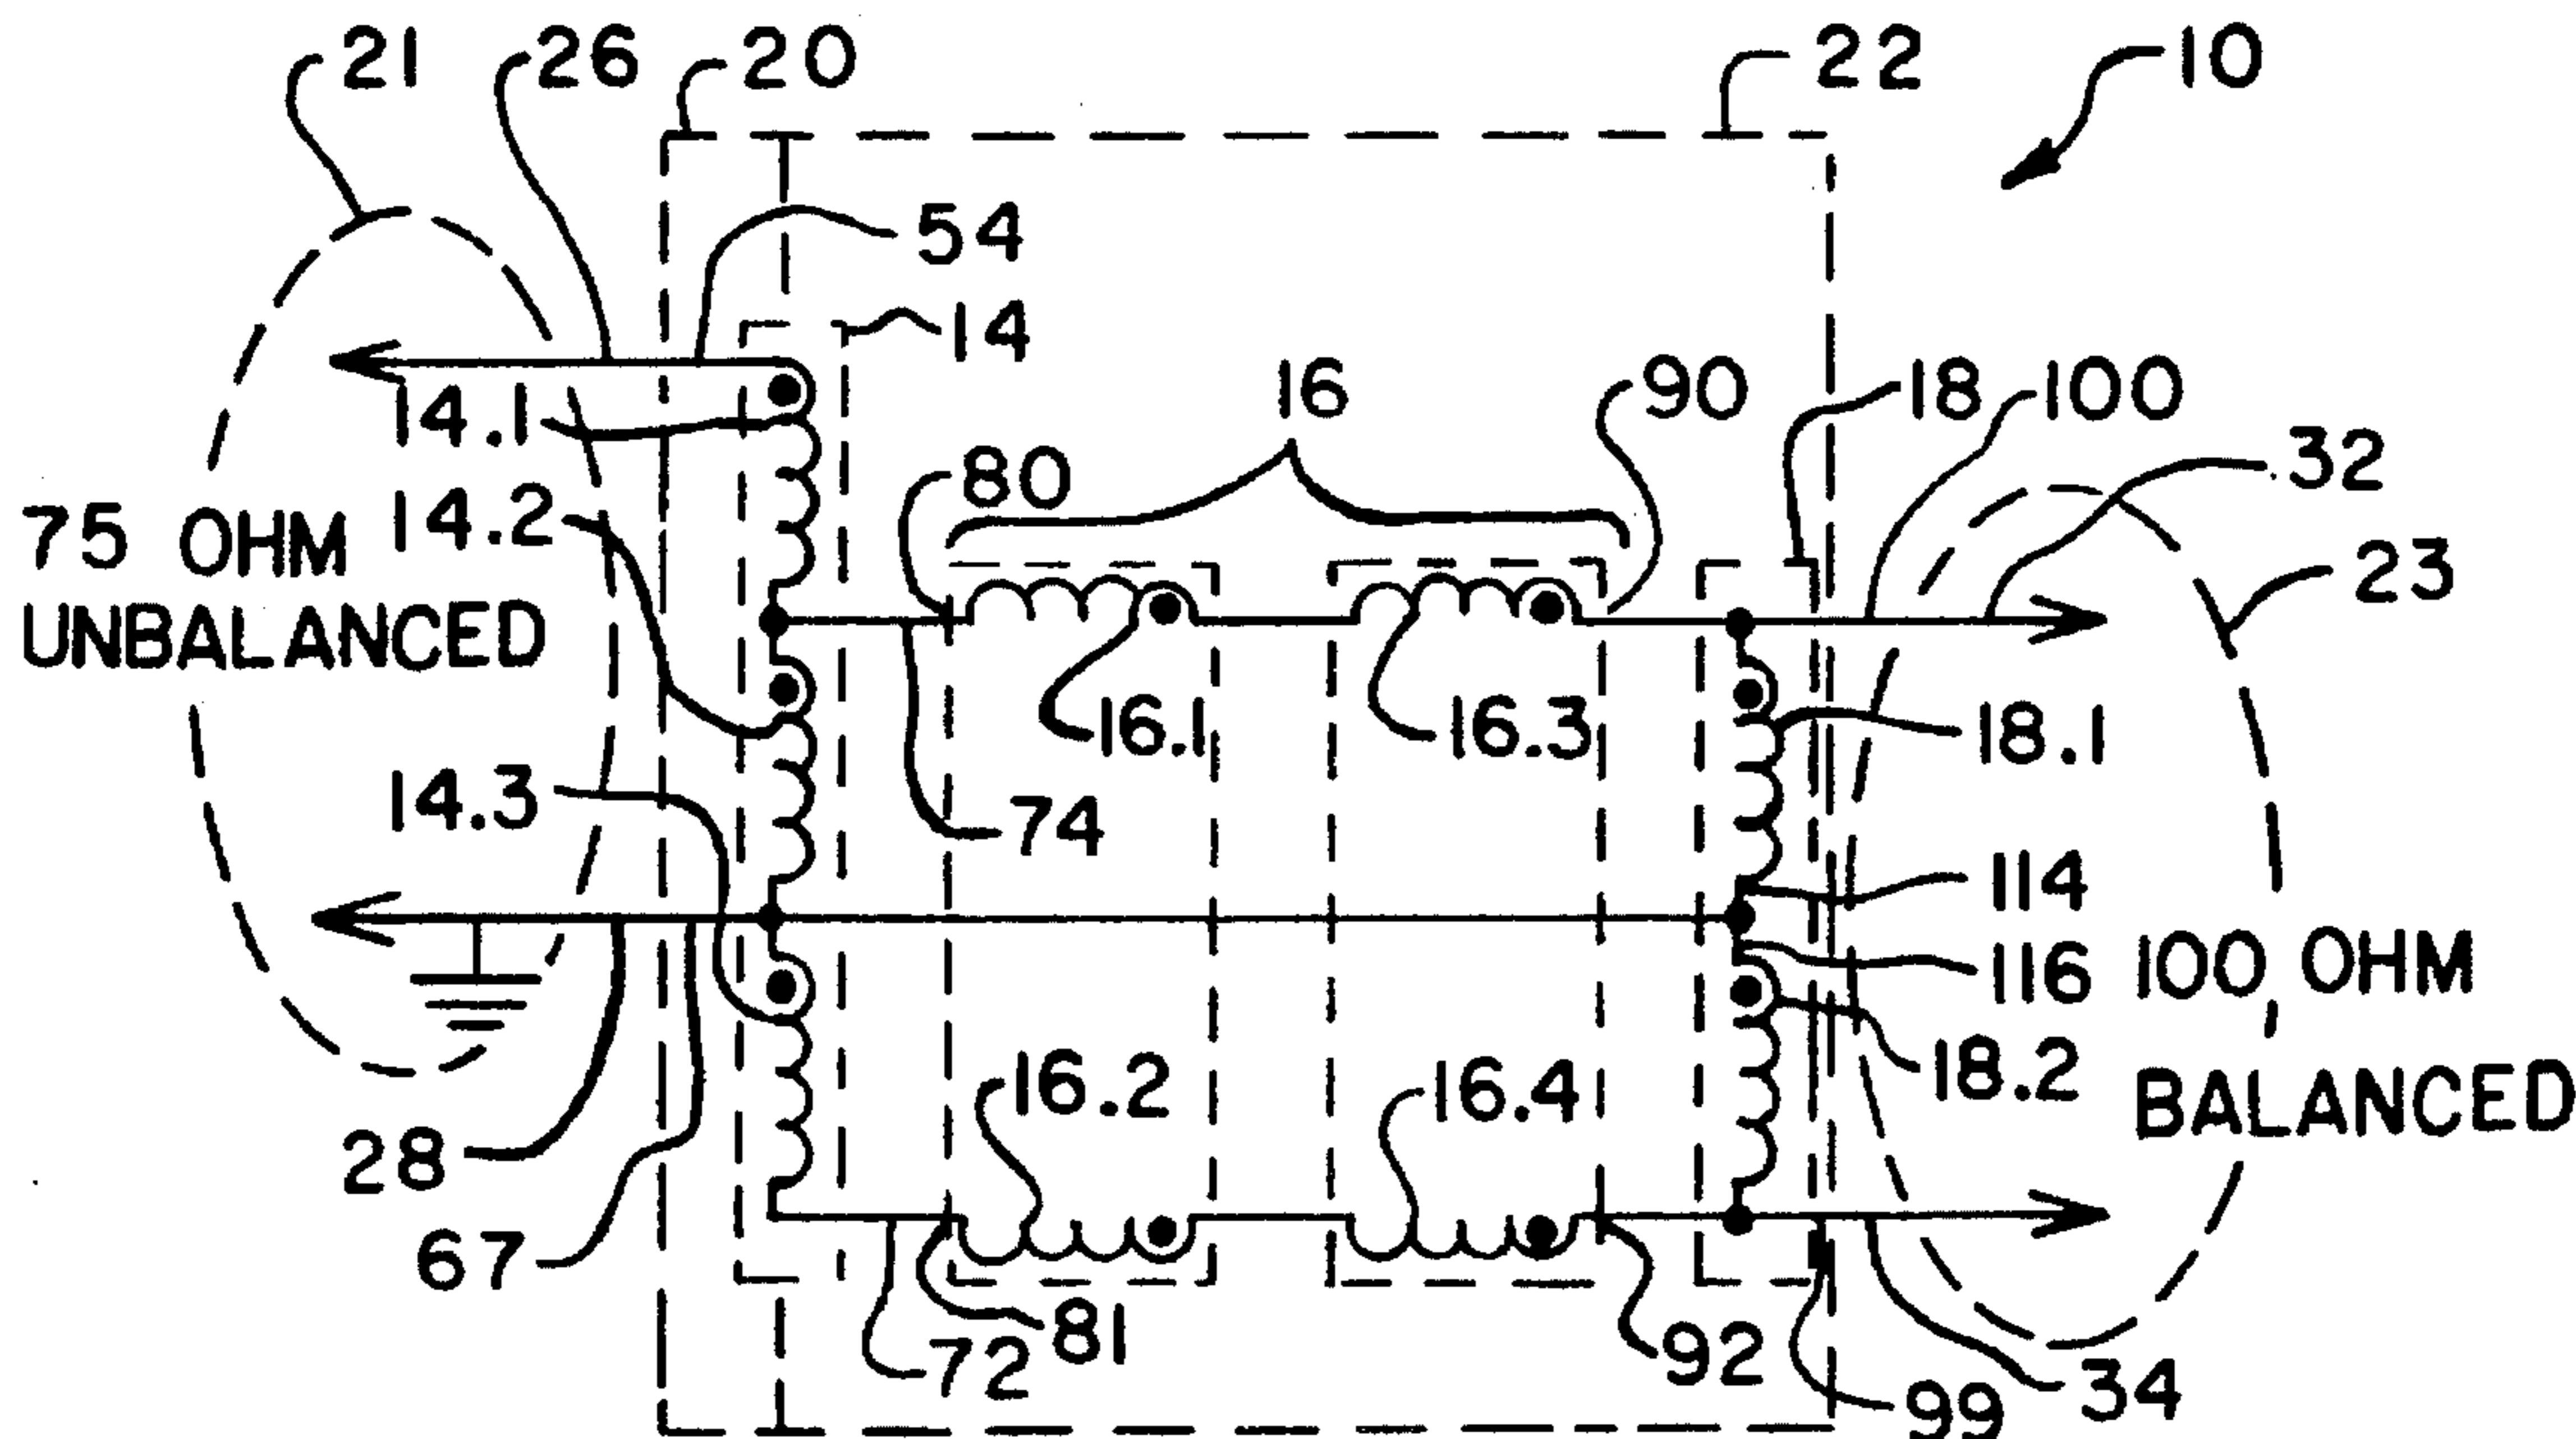 21 26 20 22 10
54
14
14.1 16 90 18 100 32
80
14.2
75 OHM
UNBALANCED
23
16.1 16.3 18.1
14.3 74
114
116 100 OHM
28 16.2 16.4 18.2 BALANCED
67
72 81 92 99 34